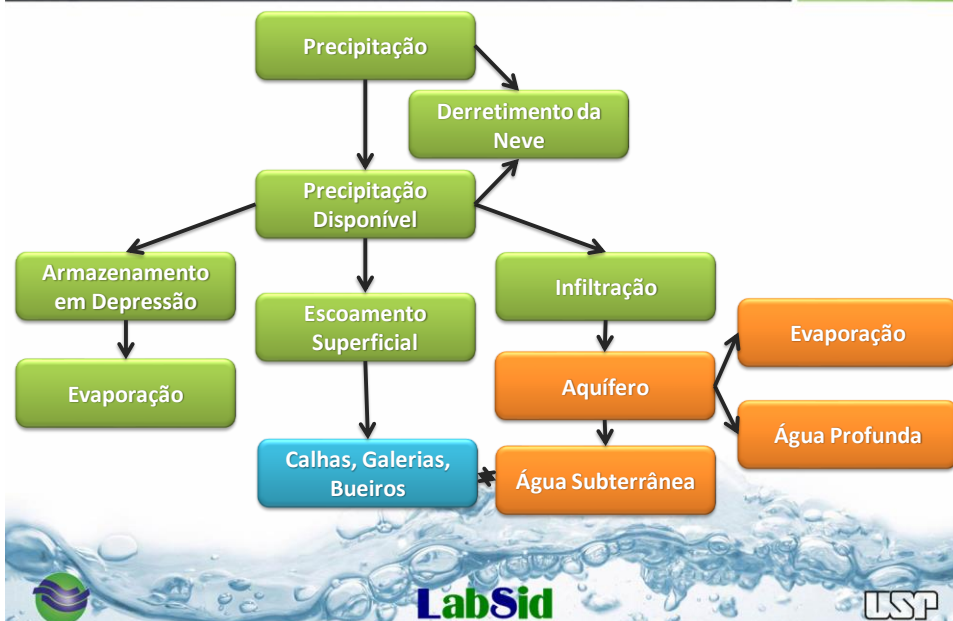 Precipitação
Derretimento da
Neve
Precipitação
Disponível
Armazenamento
em Depressão
Escoamento
Superficial
Infiltração
Evaporação
Evaporação
Aquífero
Água Profunda
Calhas, Galerias,
Bueiros
Água Subterrânea
LabSid
USP